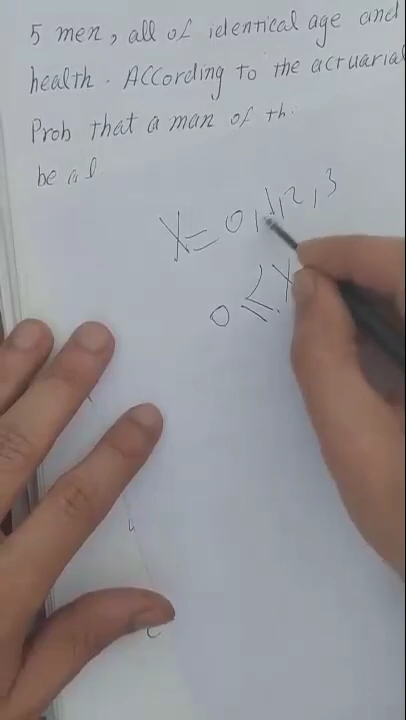 5 men, all of identical age and
health. According to the actuarial
Prob that a man of
be
X = 0, 1, 2, 3
0 ≤ X